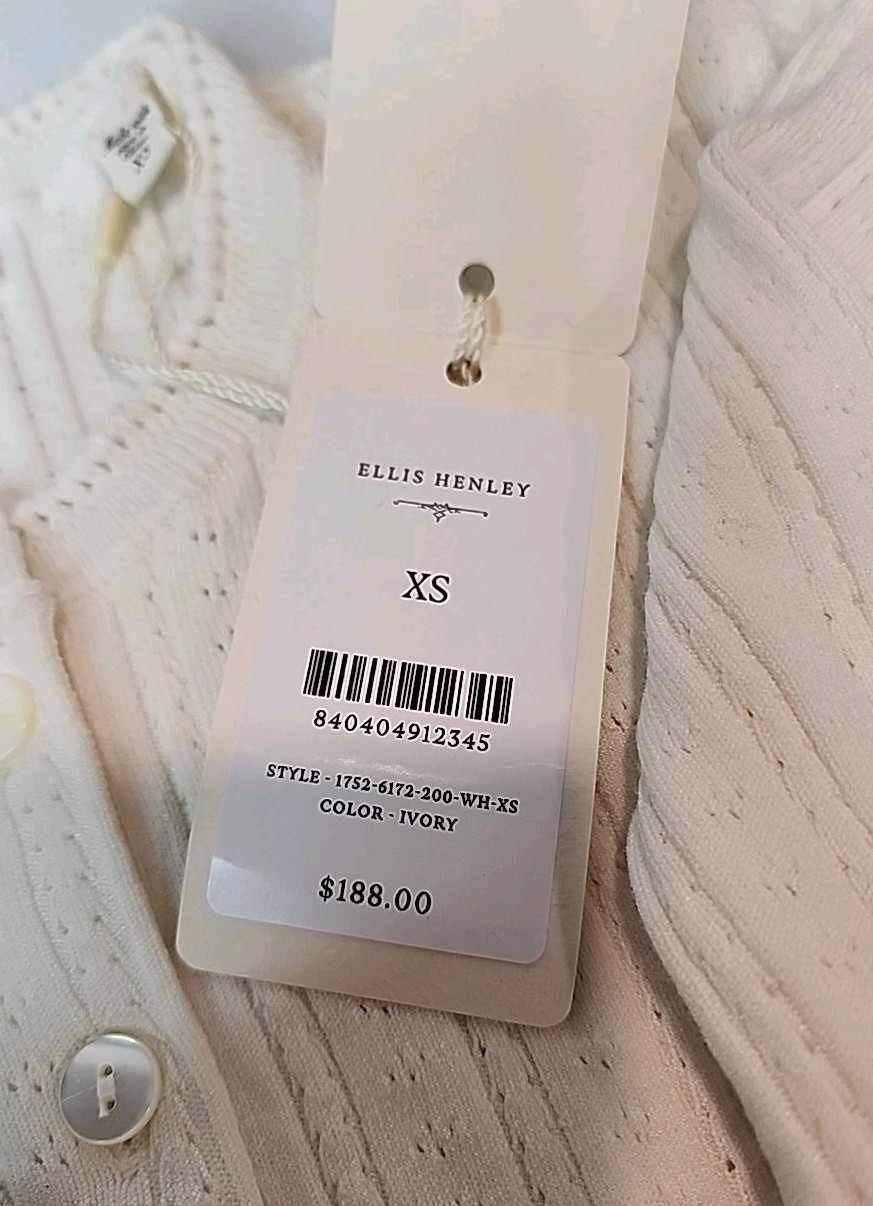 ELLIS HENLEY
XS
840404912345
STYLE - 1752-6172-200-WH-XS
COLOR - IVORY
$188.00